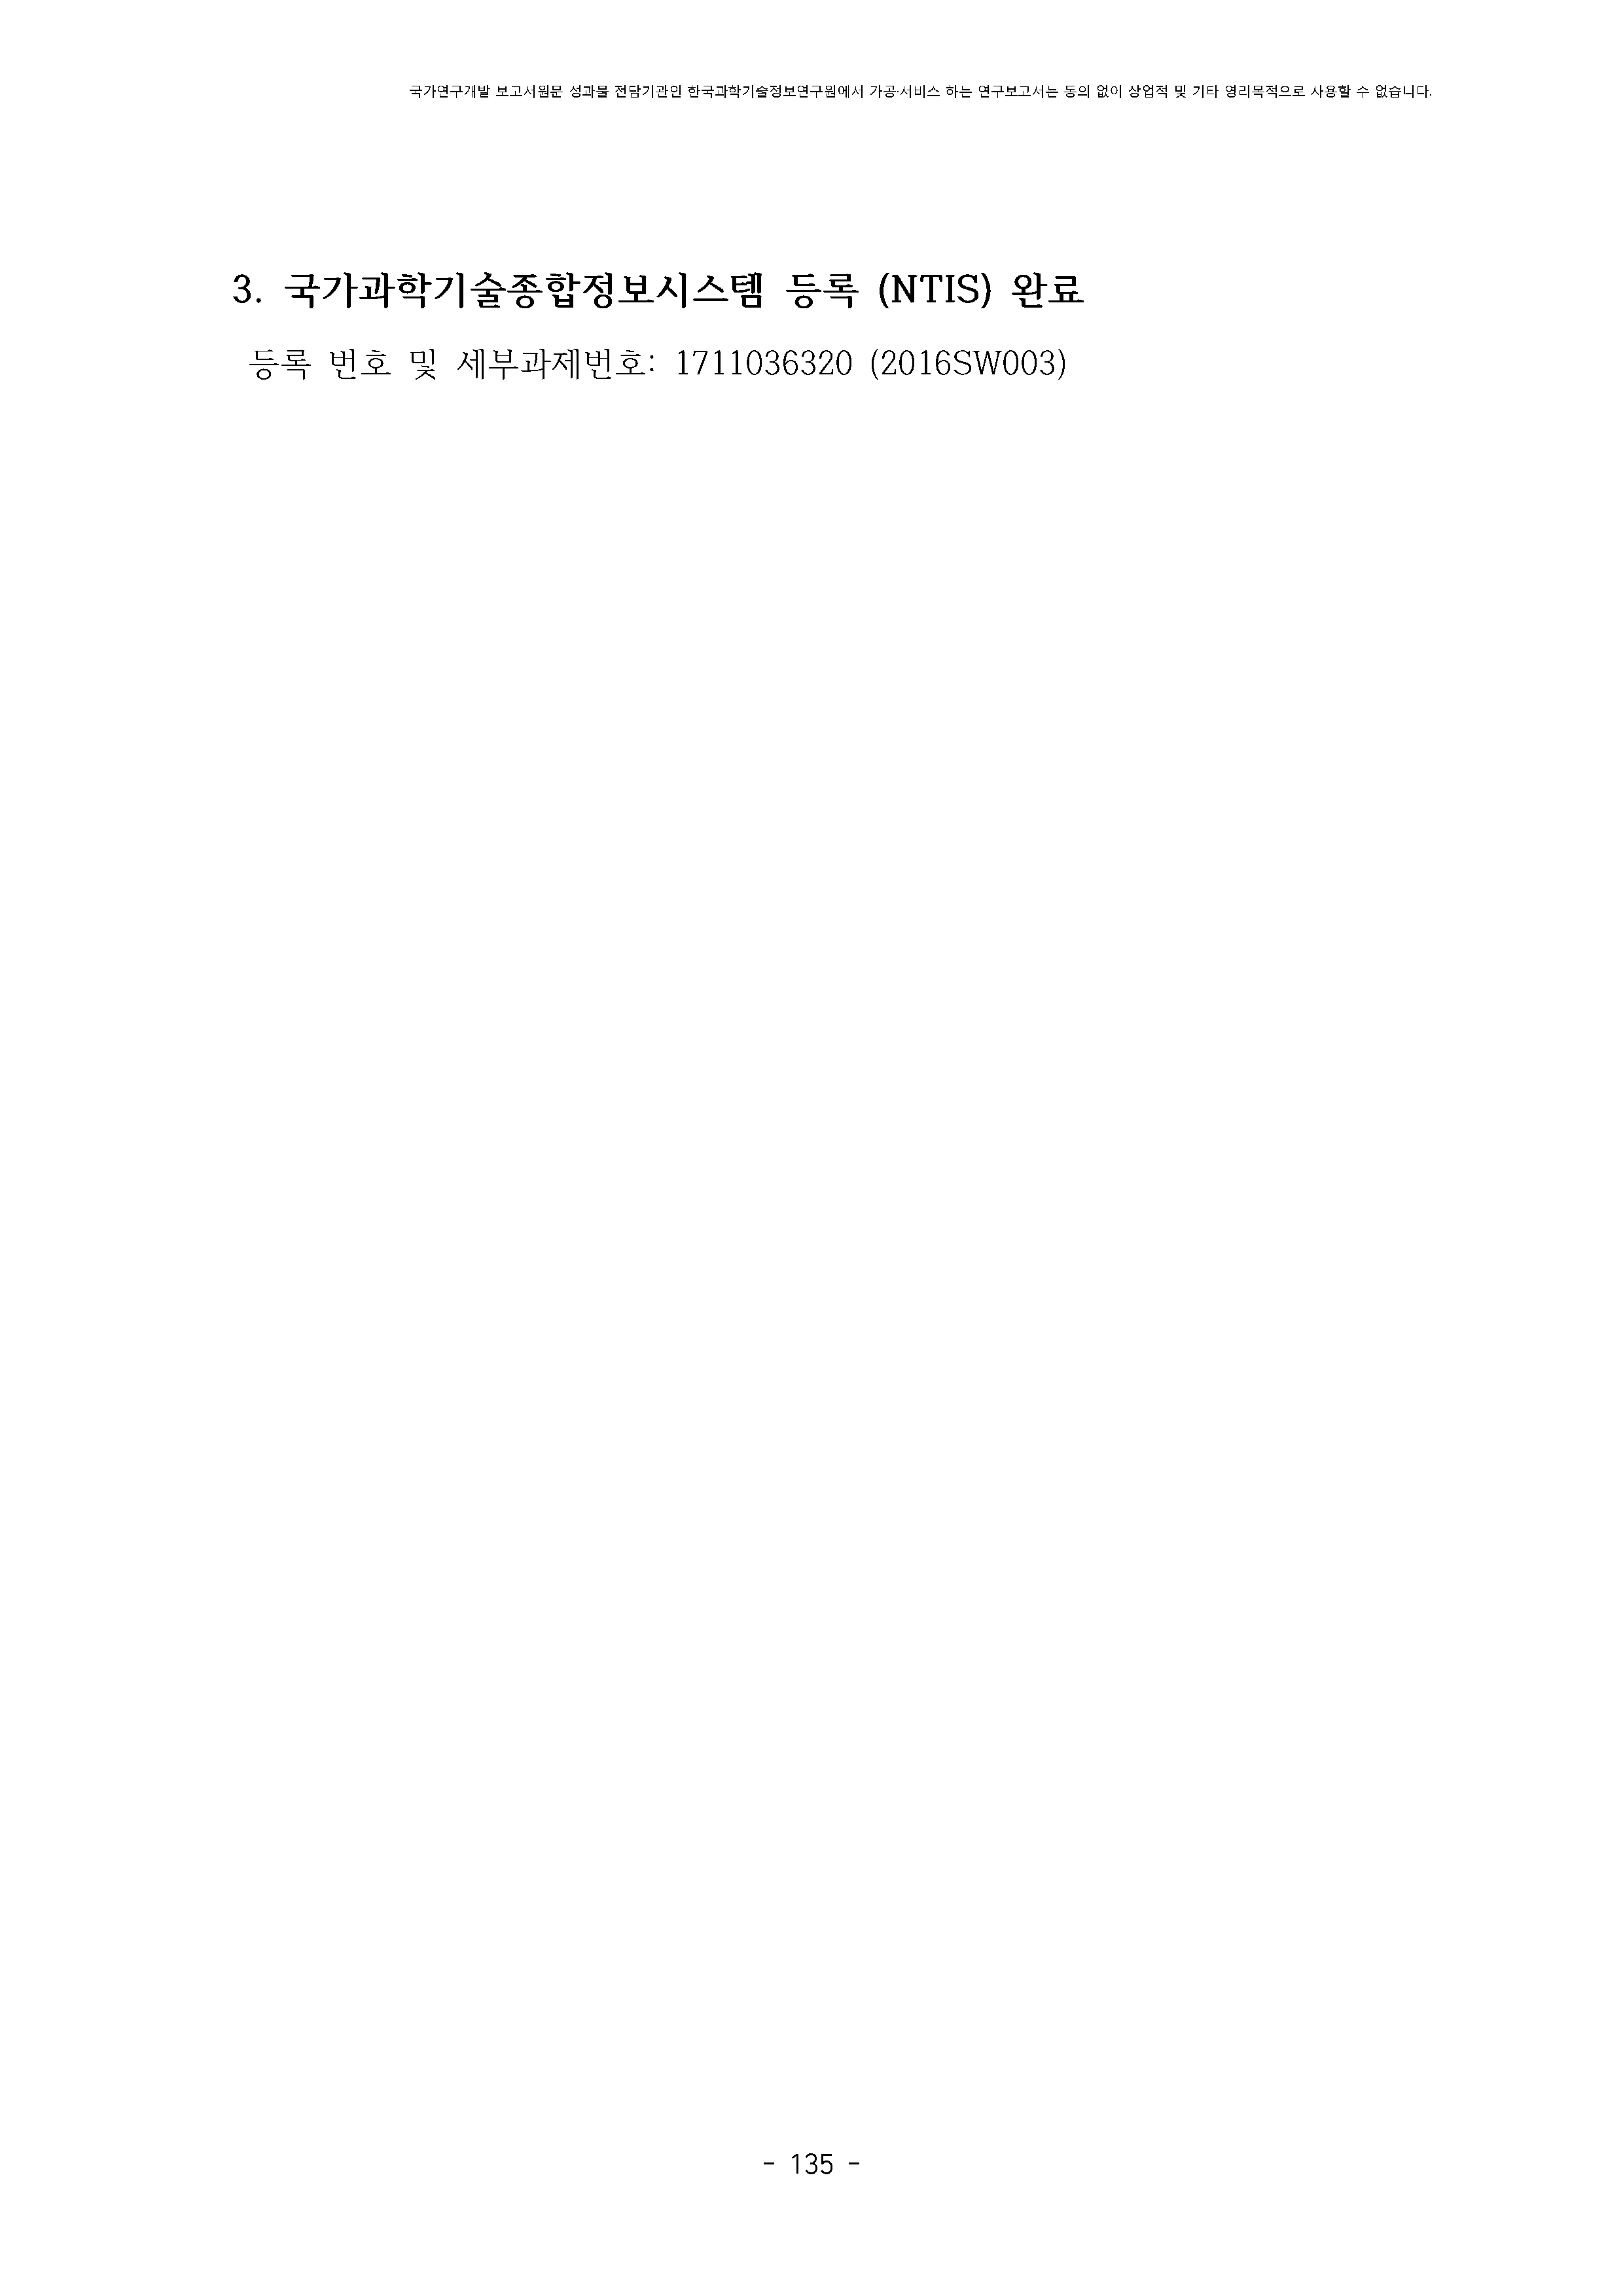 국가연구개발 보고서원문 성과물 전담기관인 한국과학기술정보연구원에서 가공·서비스 하는 연구보고서는 동의 없이 상업적 및 기타 영리목적으로 사용할 수 없습니다.
3. 국가과학기술종합정보시스템 등록 (NTIS) 완료
등록 번호 및 세부과제번호: 1711036320 (2016SW003)
- 135 -